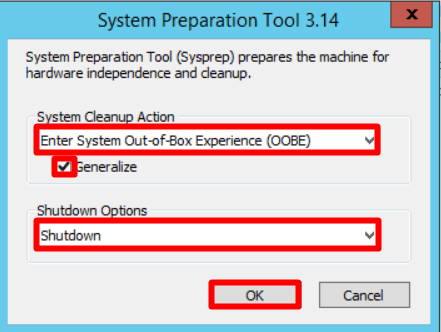 System Preparation Tool 3.14
x
System Preparation Tool (Sysprep) prepares the machine for
hardware independence and cleanup.
System Cleanup Action
Enter System Out-of-Box Experience (OOBE)
Generalize
Shutdown Options
Shutdown
OK Cancel